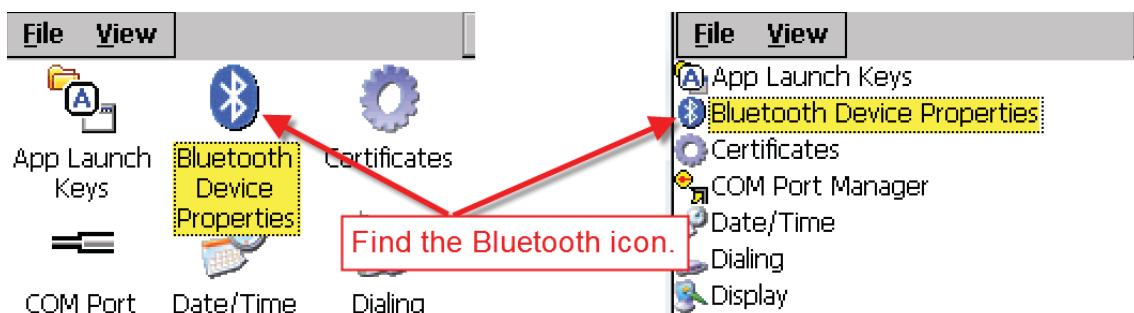 File View
App Launch Keys
Bluetooth Device Properties
Certificates
COM Port
Date/Time
Dialing
Find the Bluetooth icon.
File View
App Launch Keys
Bluetooth Device Properties
Certificates
COM Port Manager
Date/Time
Dialing
Display